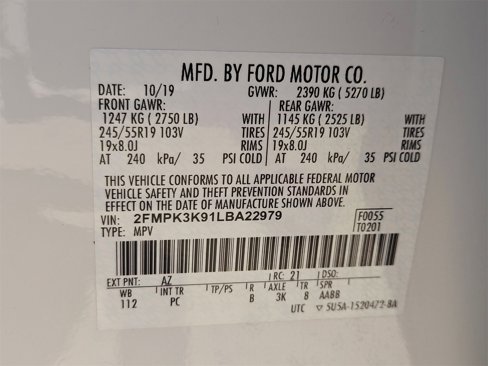 MFD. BY FORD MOTOR CO.
DATE: 10/19 GVWR: 2390 KG ( 5270 LB)
FRONT GAWR: REAR GAWR:
1247 KG ( 2750 LB) WITH 1145 KG ( 2525 LB) WITH
245/55R19 103V TIRES 245/55R19 103V TIRES
19x8.0J RIMS 19x8.0J RIMS
AT 240 kPa/ 35 PSI COLD AT 240 kPa/ 35 PSI COLD
THIS VEHICLE CONFORMS TO ALL APPLICABLE FEDERAL MOTOR
VEHICLE SAFETY AND THEFT PREVENTION STANDARDS IN
EFFECT ON THE DATE OF MANUFACTURE SHOWN ABOVE.
VIN: 2FMPK3K91LBA22979 F0055
TYPE: MPV T0201
EXT PNT: AZ RC: 21 DSO:
WB INT TR TP/PS R AXLE TR SPR
112 PC B 3K 8 AABB
UTC ▽ 5U5A-1520472-BA